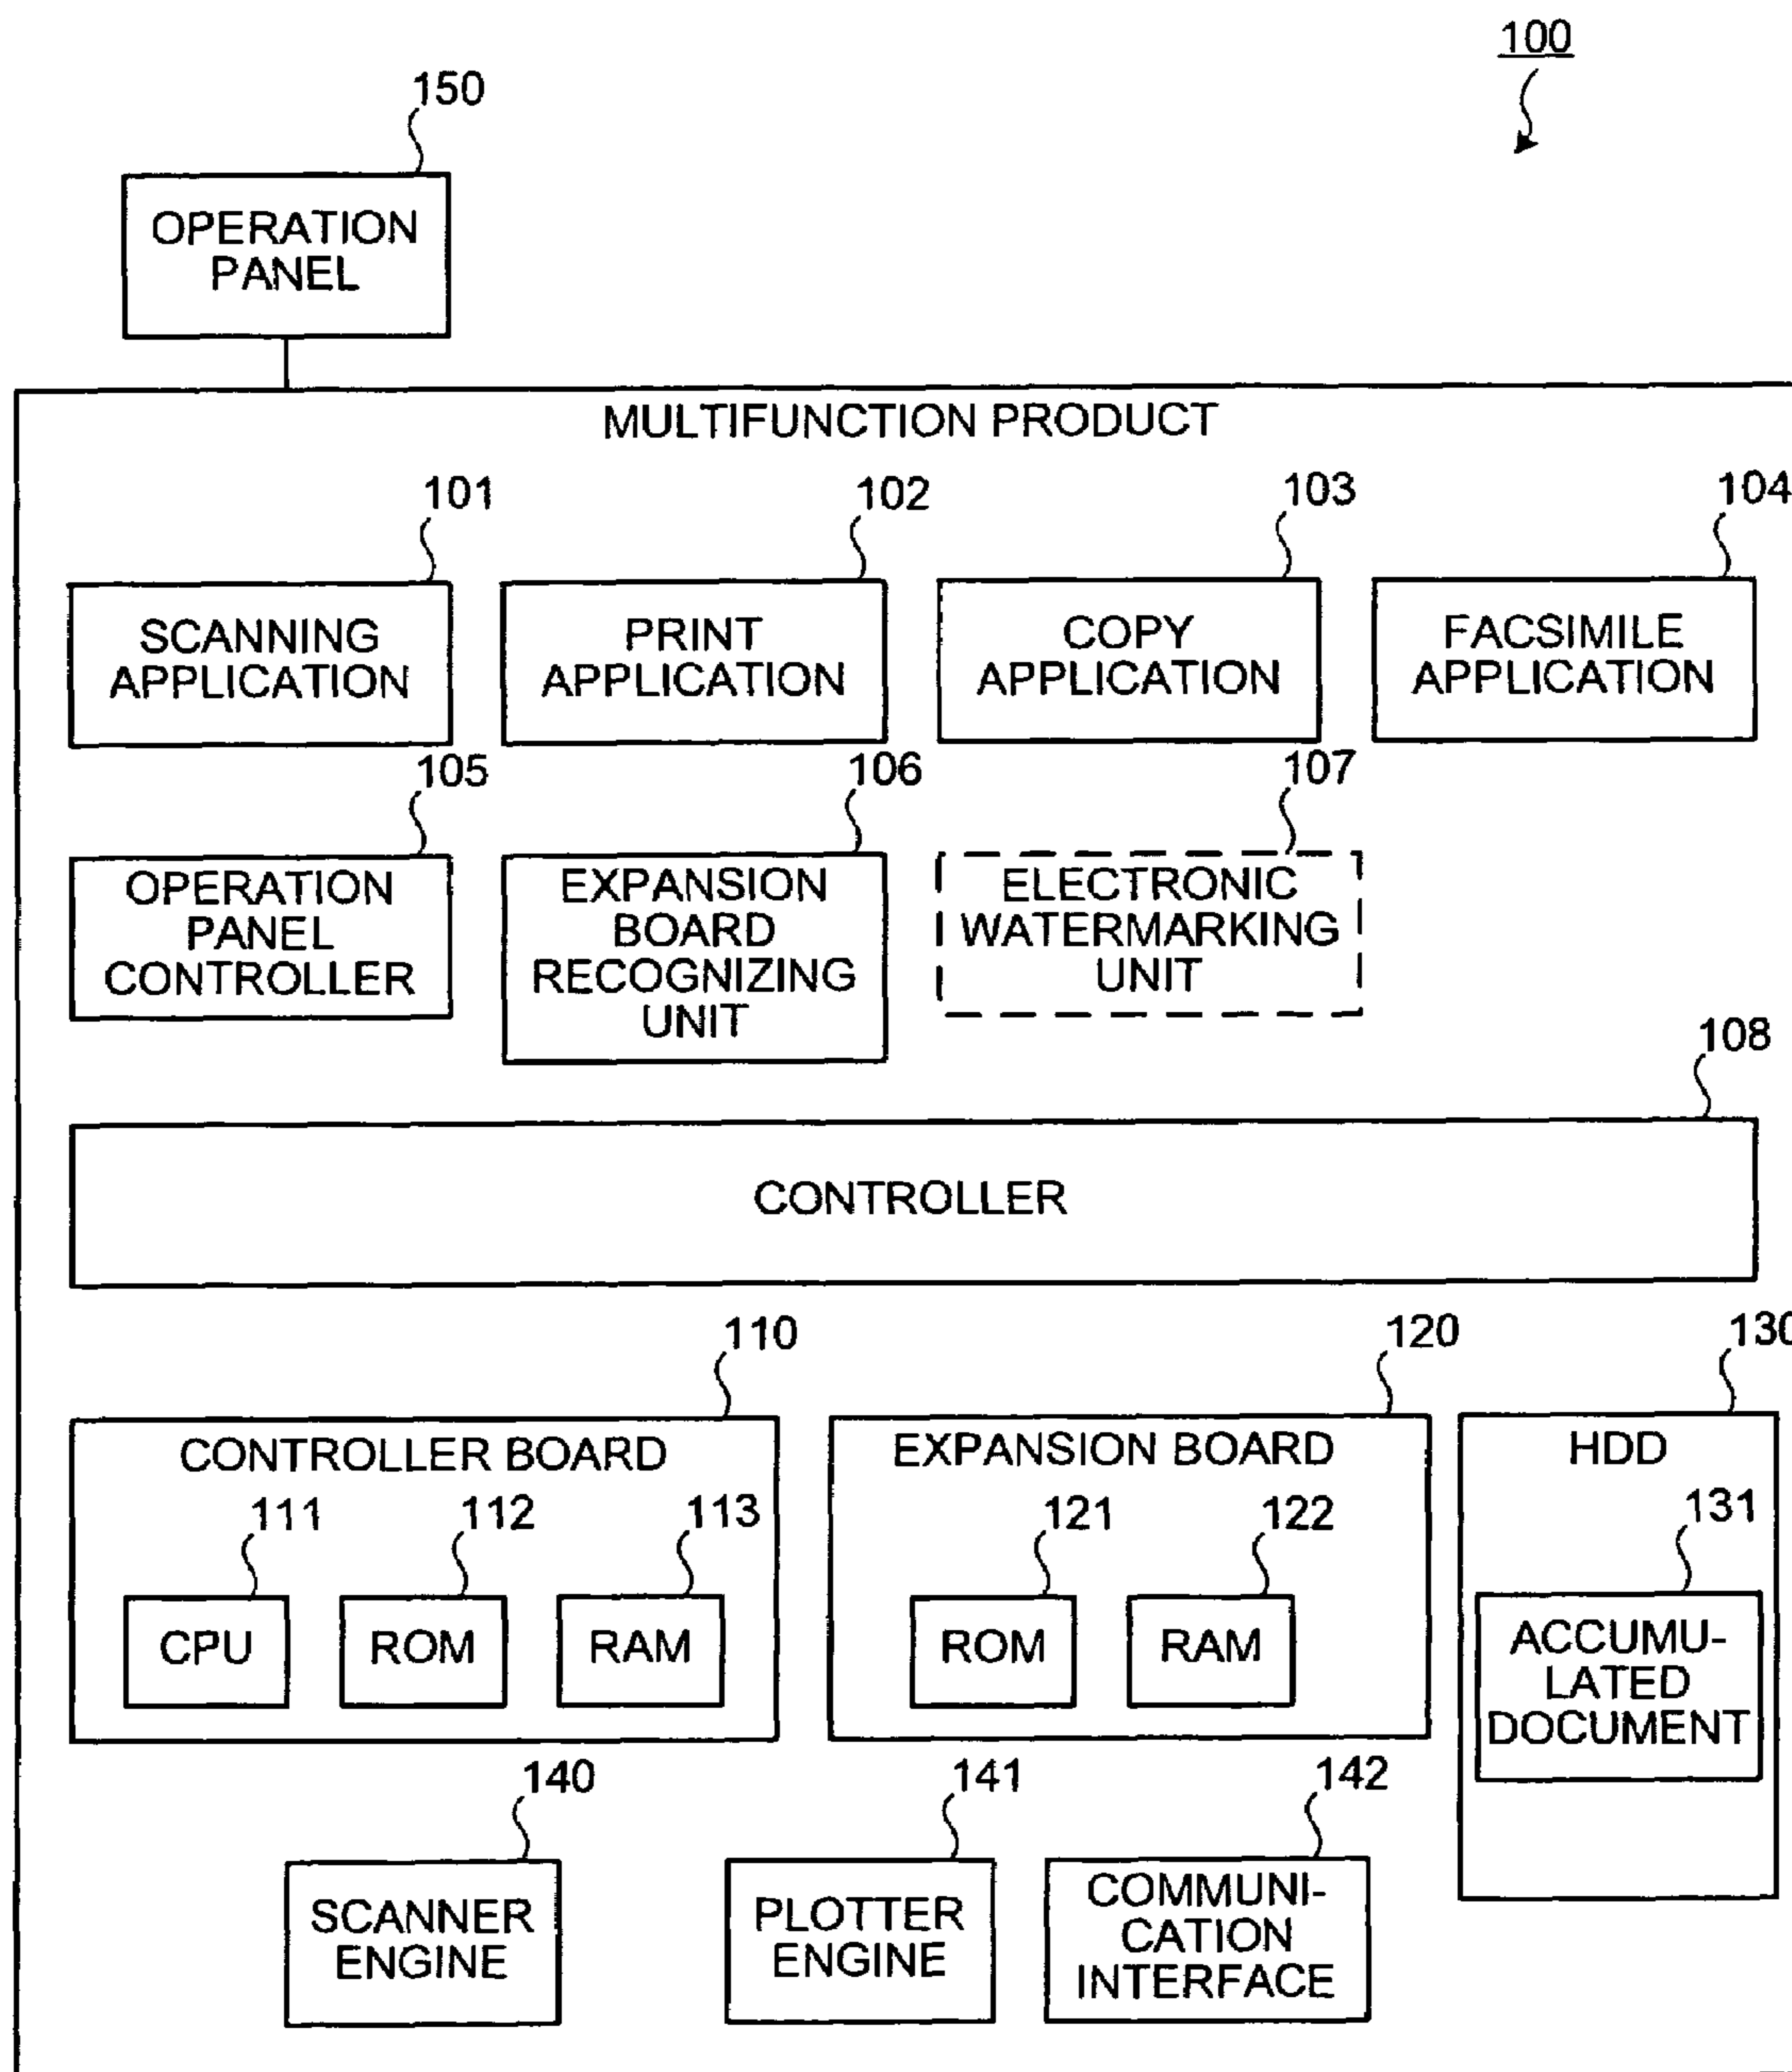 100
150
OPERATION
PANEL
MULTIFUNCTION PRODUCT
101
102
103
104
SCANNING
APPLICATION
PRINT
APPLICATION
COPY
APPLICATION
FACSIMILE
APPLICATION
105
106
107
OPERATION
PANEL
CONTROLLER
EXPANSION
BOARD
RECOGNIZING
UNIT
ELECTRONIC
WATERMARKING
UNIT
108
CONTROLLER
110
120
130
CONTROLLER BOARD
111
112
113
CPU
ROM
RAM
EXPANSION BOARD
121
122
ROM
RAM
HDD
131
ACCUMU-
LATED
DOCUMENT
140
141
142
SCANNER
ENGINE
PLOTTER
ENGINE
COMMUNI-
CATION
INTERFACE